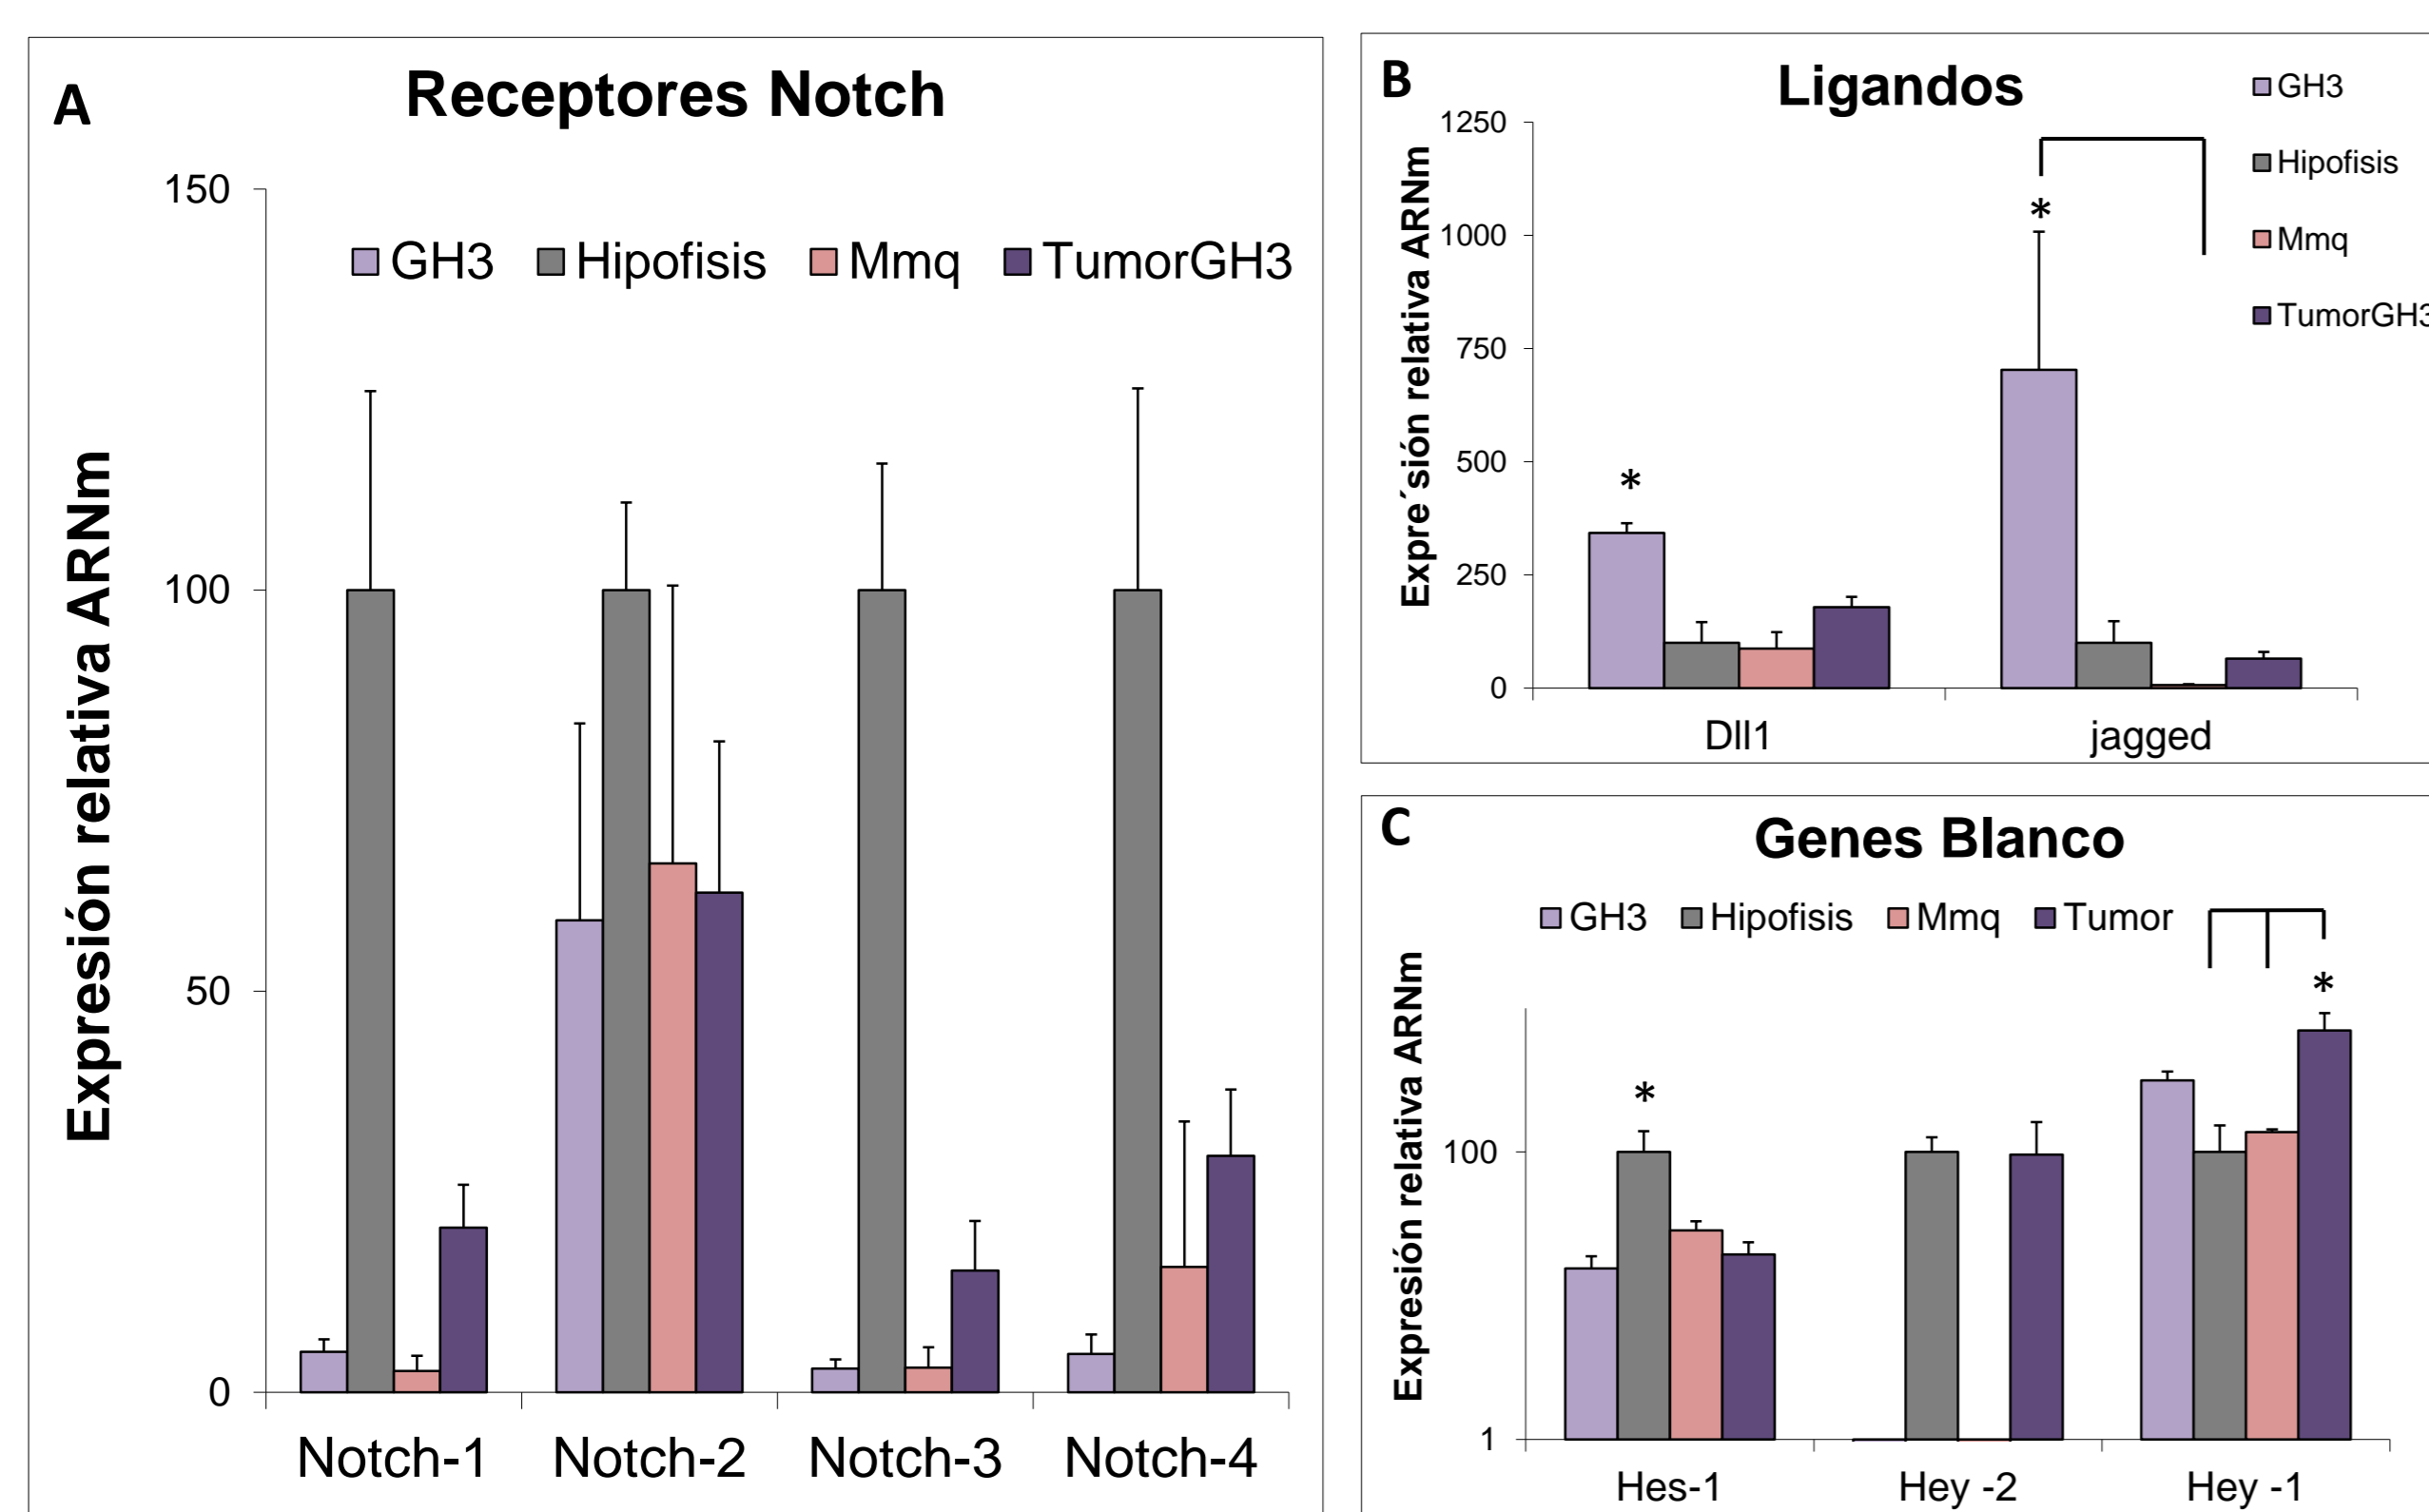 A
Receptores Notch
Expresión relativa ARNm
150
100
50
0
GH3
Hipofisis
Mmq
TumorGH3
Notch-1
Notch-2
Notch-3
Notch-4
B
Ligandos
Expre´sión relativa ARNm
1250
1000
750
500
250
0
*
*
GH3
Hipofisis
Mmq
TumorGH3
Dll1
jagged
C
Genes Blanco
GH3
Hipofisis
Mmq
Tumor
Expresión relativa ARNm
100
1
*
*
Hes-1
Hey -2
Hey -1